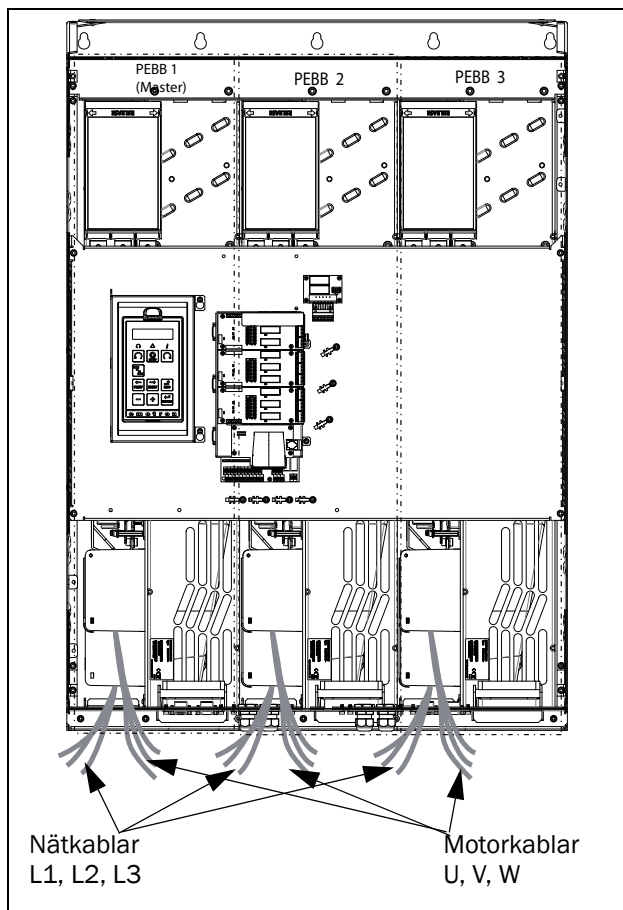 PEBB 1
(Master)
PEBB 2
PEBB 3
Nätkablar
L1, L2, L3
Motorkablar
U, V, W